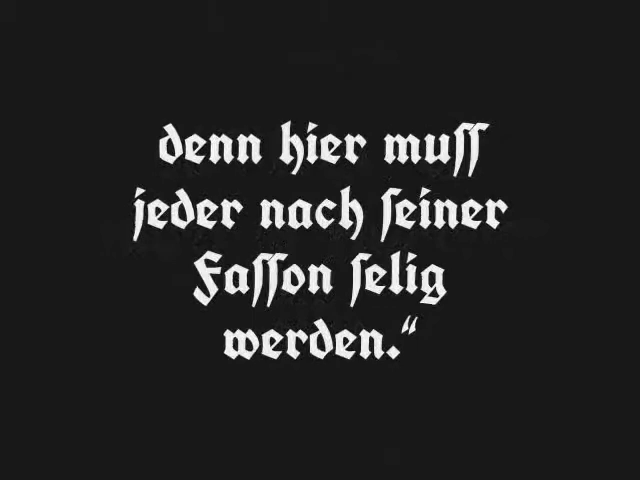 denn hier muſſ
jeder nach ſeiner
Faſſon ſelig
werden.“